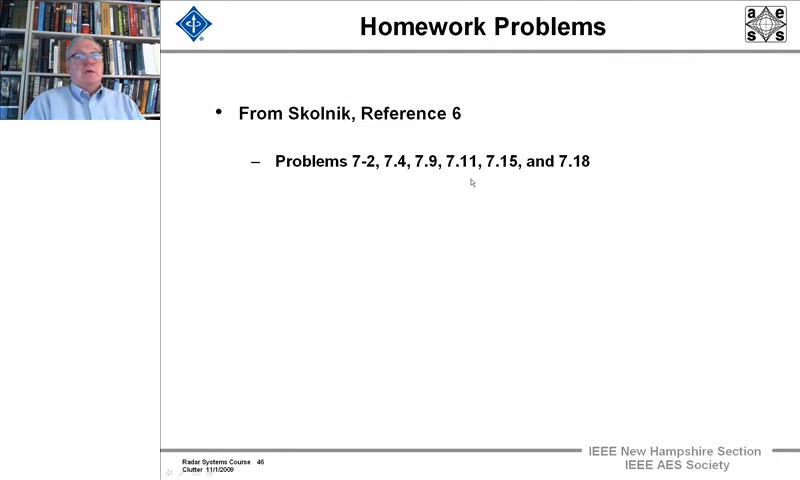 Homework Problems
a e
s s
• From Skolnik, Reference 6
– Problems 7-2, 7.4, 7.9, 7.11, 7.15, and 7.18
Radar Systems Course 46
Clutter 11/1/2009
IEEE New Hampshire Section
IEEE AES Society